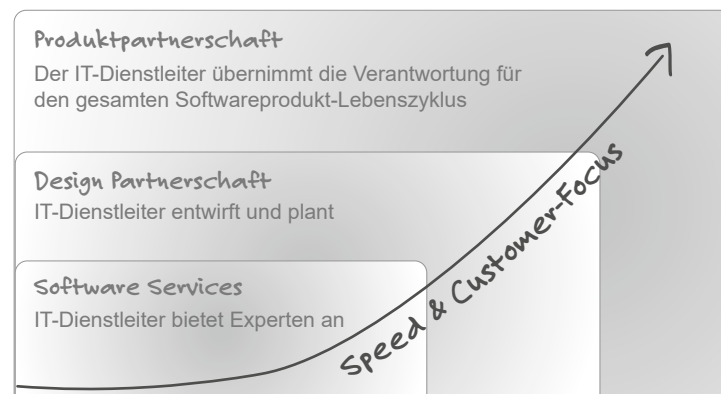 Produktpartnerschaft
Der IT-Dienstleiter übernimmt die Verantwortung für
den gesamten Softwareprodukt-Lebenszyklus
Design Partnerschaft
IT-Dienstleiter entwirft und plant
Software Services
IT-Dienstleiter bietet Experten an
Speed & Customer-Focus